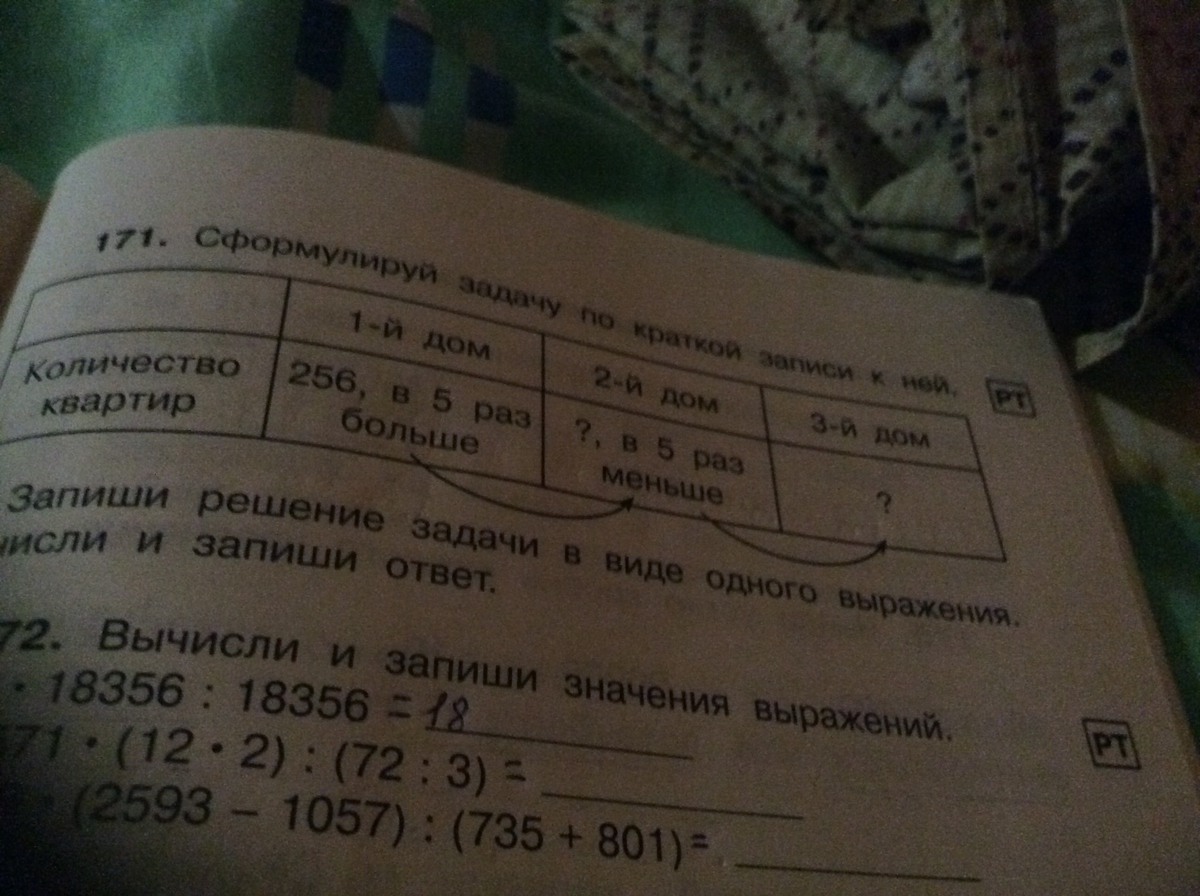 171. Сформулируй задачу по краткой записи к ней. РТ
1-й дом 2-й дом 3-й дом
Количество квартир 256, в 5 раз больше ?, в 5 раз меньше ?
Запиши решение задачи в виде одного выражения.
числи и запиши ответ.
72. Вычисли и запиши значения выражений. РТ
· 18356 : 18356 = 18
71 · (12 · 2) : (72 : 3) =
· (2593 – 1057) : (735 + 801) =